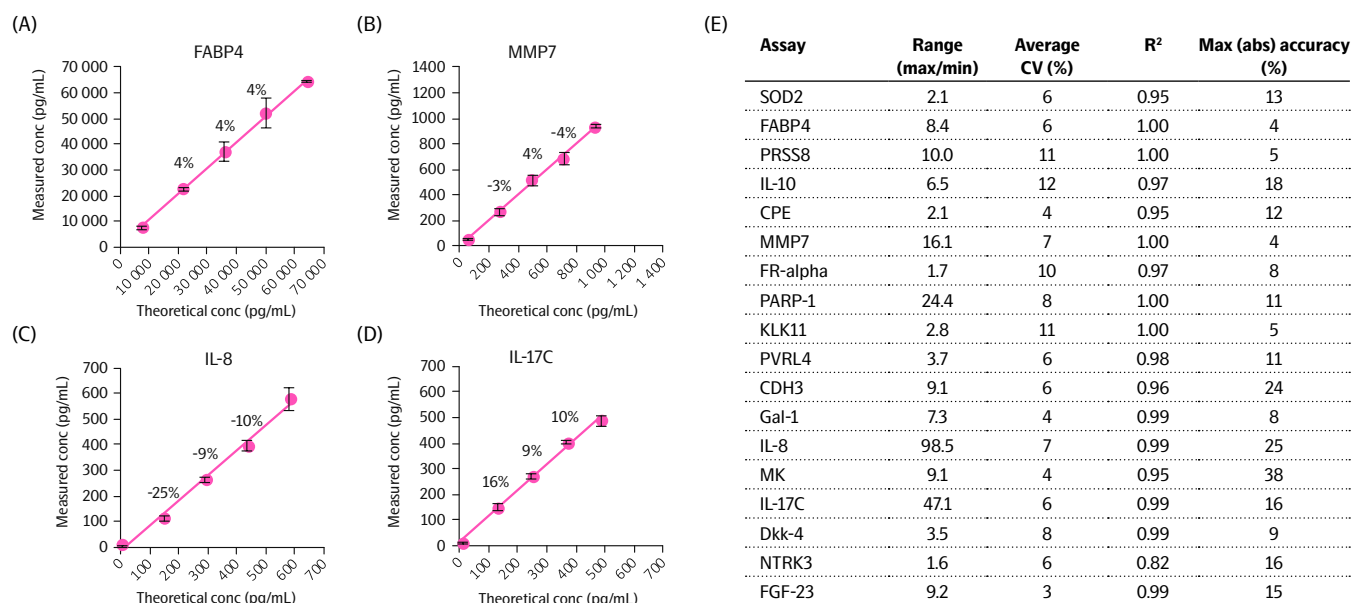 (A)
FABP4
70 000
60 000
50 000
40 000
30 000
20 000
10 000
0
Measured conc (pg/mL)
4%
4%
4%
4%
0
10 000
20 000
30 000
40 000
50 000
60 000
70 000
Theoretical conc (pg/mL)
(B)
MMP7
1400
1200
1000
800
600
400
200
0
Measured conc (pg/mL)
-3%
4%
-4%
0
200
400
600
800
1 000
1 200
1 400
Theoretical conc (pg/mL)
(C)
IL-8
700
600
500
400
300
200
100
0
Measured conc (pg/mL)
-25%
-9%
-10%
0
100
200
300
400
500
600
700
Theoretical conc (pg/mL)
(D)
IL-17C
700
600
500
400
300
200
100
0
Measured conc (pg/mL)
16%
9%
10%
0
100
200
300
400
500
600
700
Theoretical conc (pg/mL)
(E)
Assay Range Average R² Max (abs) accuracy
(max/min) CV (%) (%)
SOD2 2.1 6 0.95 13
FABP4 8.4 6 1.00 4
PRSS8 10.0 11 1.00 5
IL-10 6.5 12 0.97 18
CPE 2.1 4 0.95 12
MMP7 16.1 7 1.00 4
FR-alpha 1.7 10 0.97 8
PARP-1 24.4 8 1.00 11
KLK11 2.8 11 1.00 5
PVRL4 3.7 6 0.98 11
CDH3 9.1 6 0.96 24
Gal-1 7.3 4 0.99 8
IL-8 98.5 7 0.99 25
MK 9.1 4 0.95 38
IL-17C 47.1 6 0.99 16
Dkk-4 3.5 8 0.99 9
NTRK3 1.6 6 0.82 16
FGF-23 9.2 3 0.99 15